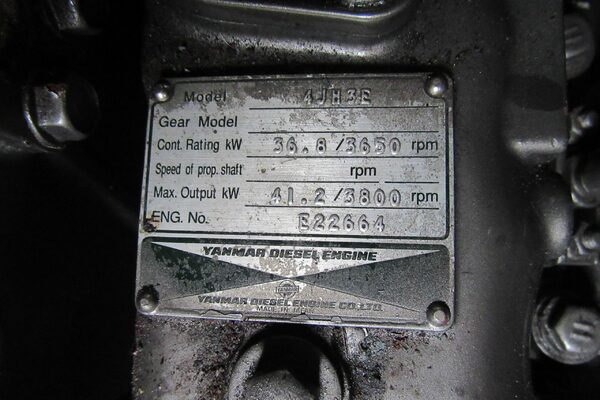 Model 4JH3E
Gear Model
Cont. Rating kW 36.8/3650 rpm
Speed of prop. shaft rpm
Max. Output kW 41.2/3800 rpm
ENG. No. E22664
YANMAR DIESEL ENGINE
YANMAR
YANMAR DIESEL ENGINE CO.,LTD.
MADE IN